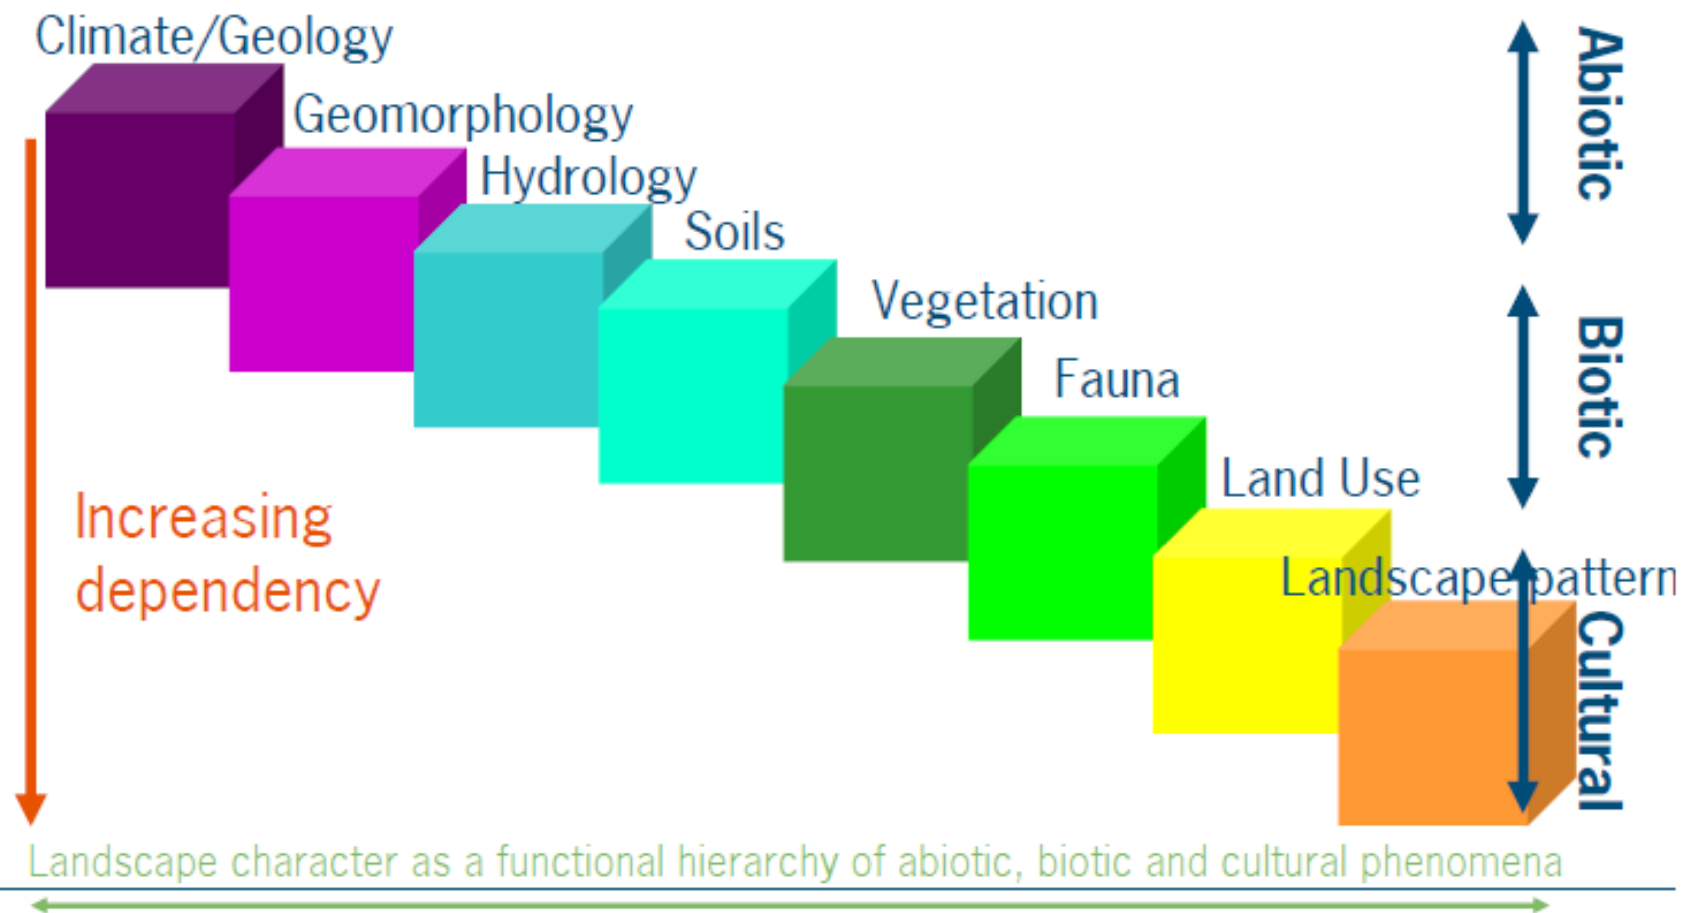 Climate/Geology
Geomorphology
Hydrology
Soils
Vegetation
Fauna
Land Use
Landscape pattern
Abiotic
Biotic
Cultural
Increasing
dependency
Landscape character as a functional hierarchy of abiotic, biotic and cultural phenomena